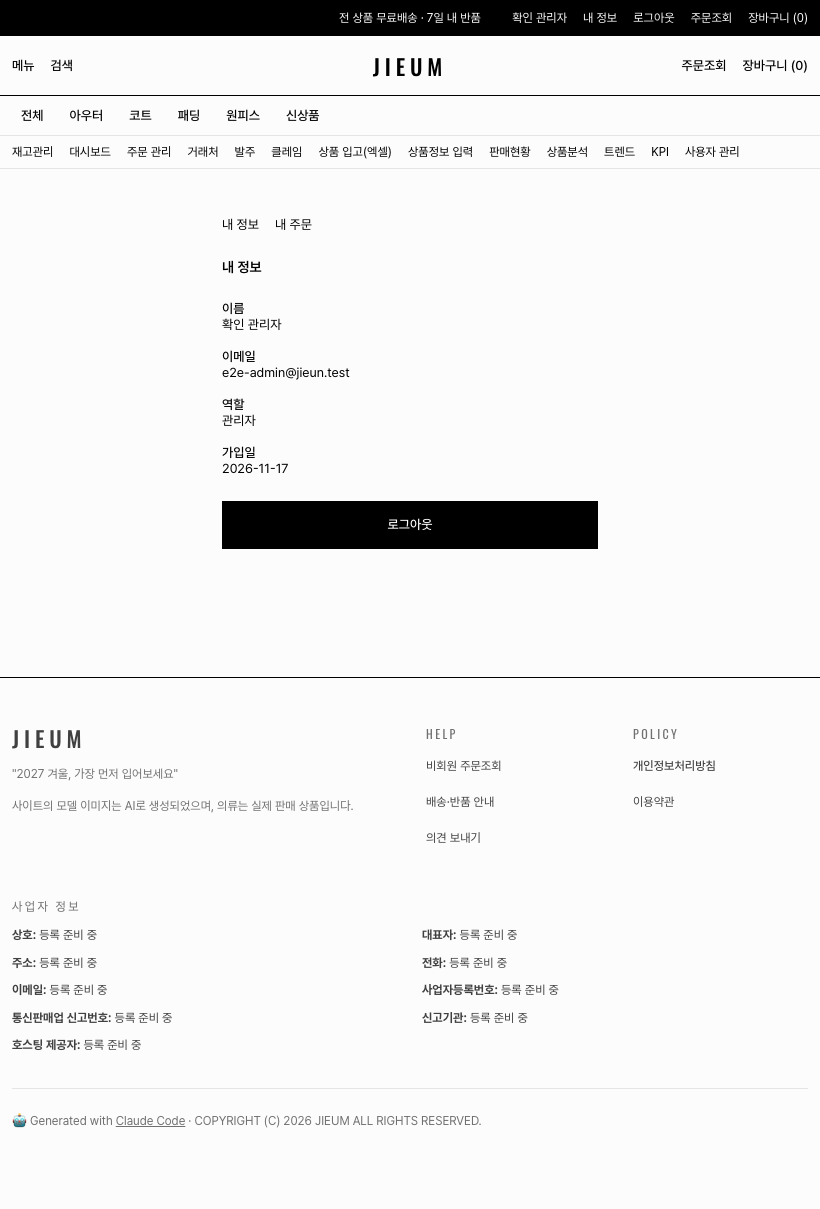 전 상품 무료배송 · 7일 내 반품 확인 관리자 내 정보 로그아웃 주문조회 장바구니 (0)
메뉴 검색 JIEUM 주문조회 장바구니 (0)
전체 아우터 코트 패딩 원피스 신상품
재고관리 대시보드 주문 관리 거래처 발주 클레임 상품 입고(엑셀) 상품정보 입력 판매현황 상품분석 트렌드 KPI 사용자 관리
내 정보 내 주문
내 정보
이름
확인 관리자
이메일
e2e-admin@jieun.test
역할
관리자
가입일
2026-11-17
로그아웃
JIEUM
"2027 겨울, 가장 먼저 입어보세요"
사이트의 모델 이미지는 AI로 생성되었으며, 의류는 실제 판매 상품입니다.
HELP
비회원 주문조회
배송·반품 안내
의견 보내기
POLICY
개인정보처리방침
이용약관
사업자 정보
상호: 등록 준비 중 대표자: 등록 준비 중
주소: 등록 준비 중 전화: 등록 준비 중
이메일: 등록 준비 중 사업자등록번호: 등록 준비 중
통신판매업 신고번호: 등록 준비 중 신고기관: 등록 준비 중
호스팅 제공자: 등록 준비 중
🤖 Generated with Claude Code · COPYRIGHT (C) 2026 JIEUM ALL RIGHTS RESERVED.